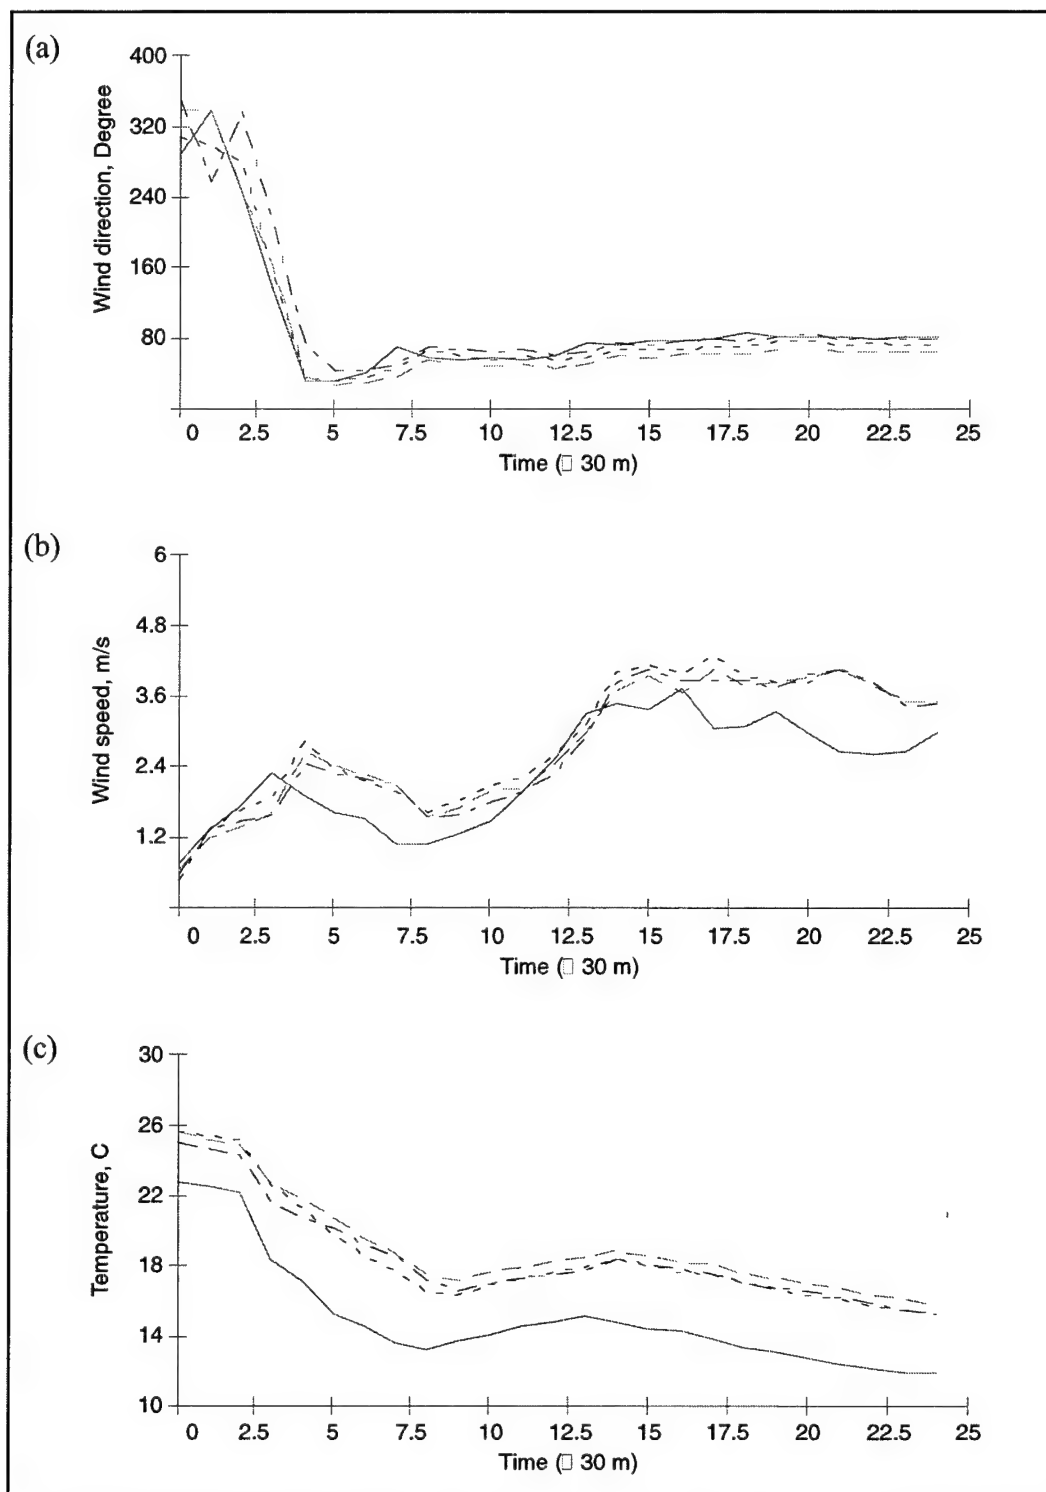 (a)
400
320
240
160
80
Wind direction, Degree
0 2.5 5 7.5 10 12.5 15 17.5 20 22.5 25
Time (□ 30 m)
(b)
6
4.8
3.6
2.4
1.2
Wind speed, m/s
0 2.5 5 7.5 10 12.5 15 17.5 20 22.5 25
Time (□ 30 m)
(c)
30
26
22
18
14
10
Temperature, C
0 2.5 5 7.5 10 12.5 15 17.5 20 22.5 25
Time (□ 30 m)